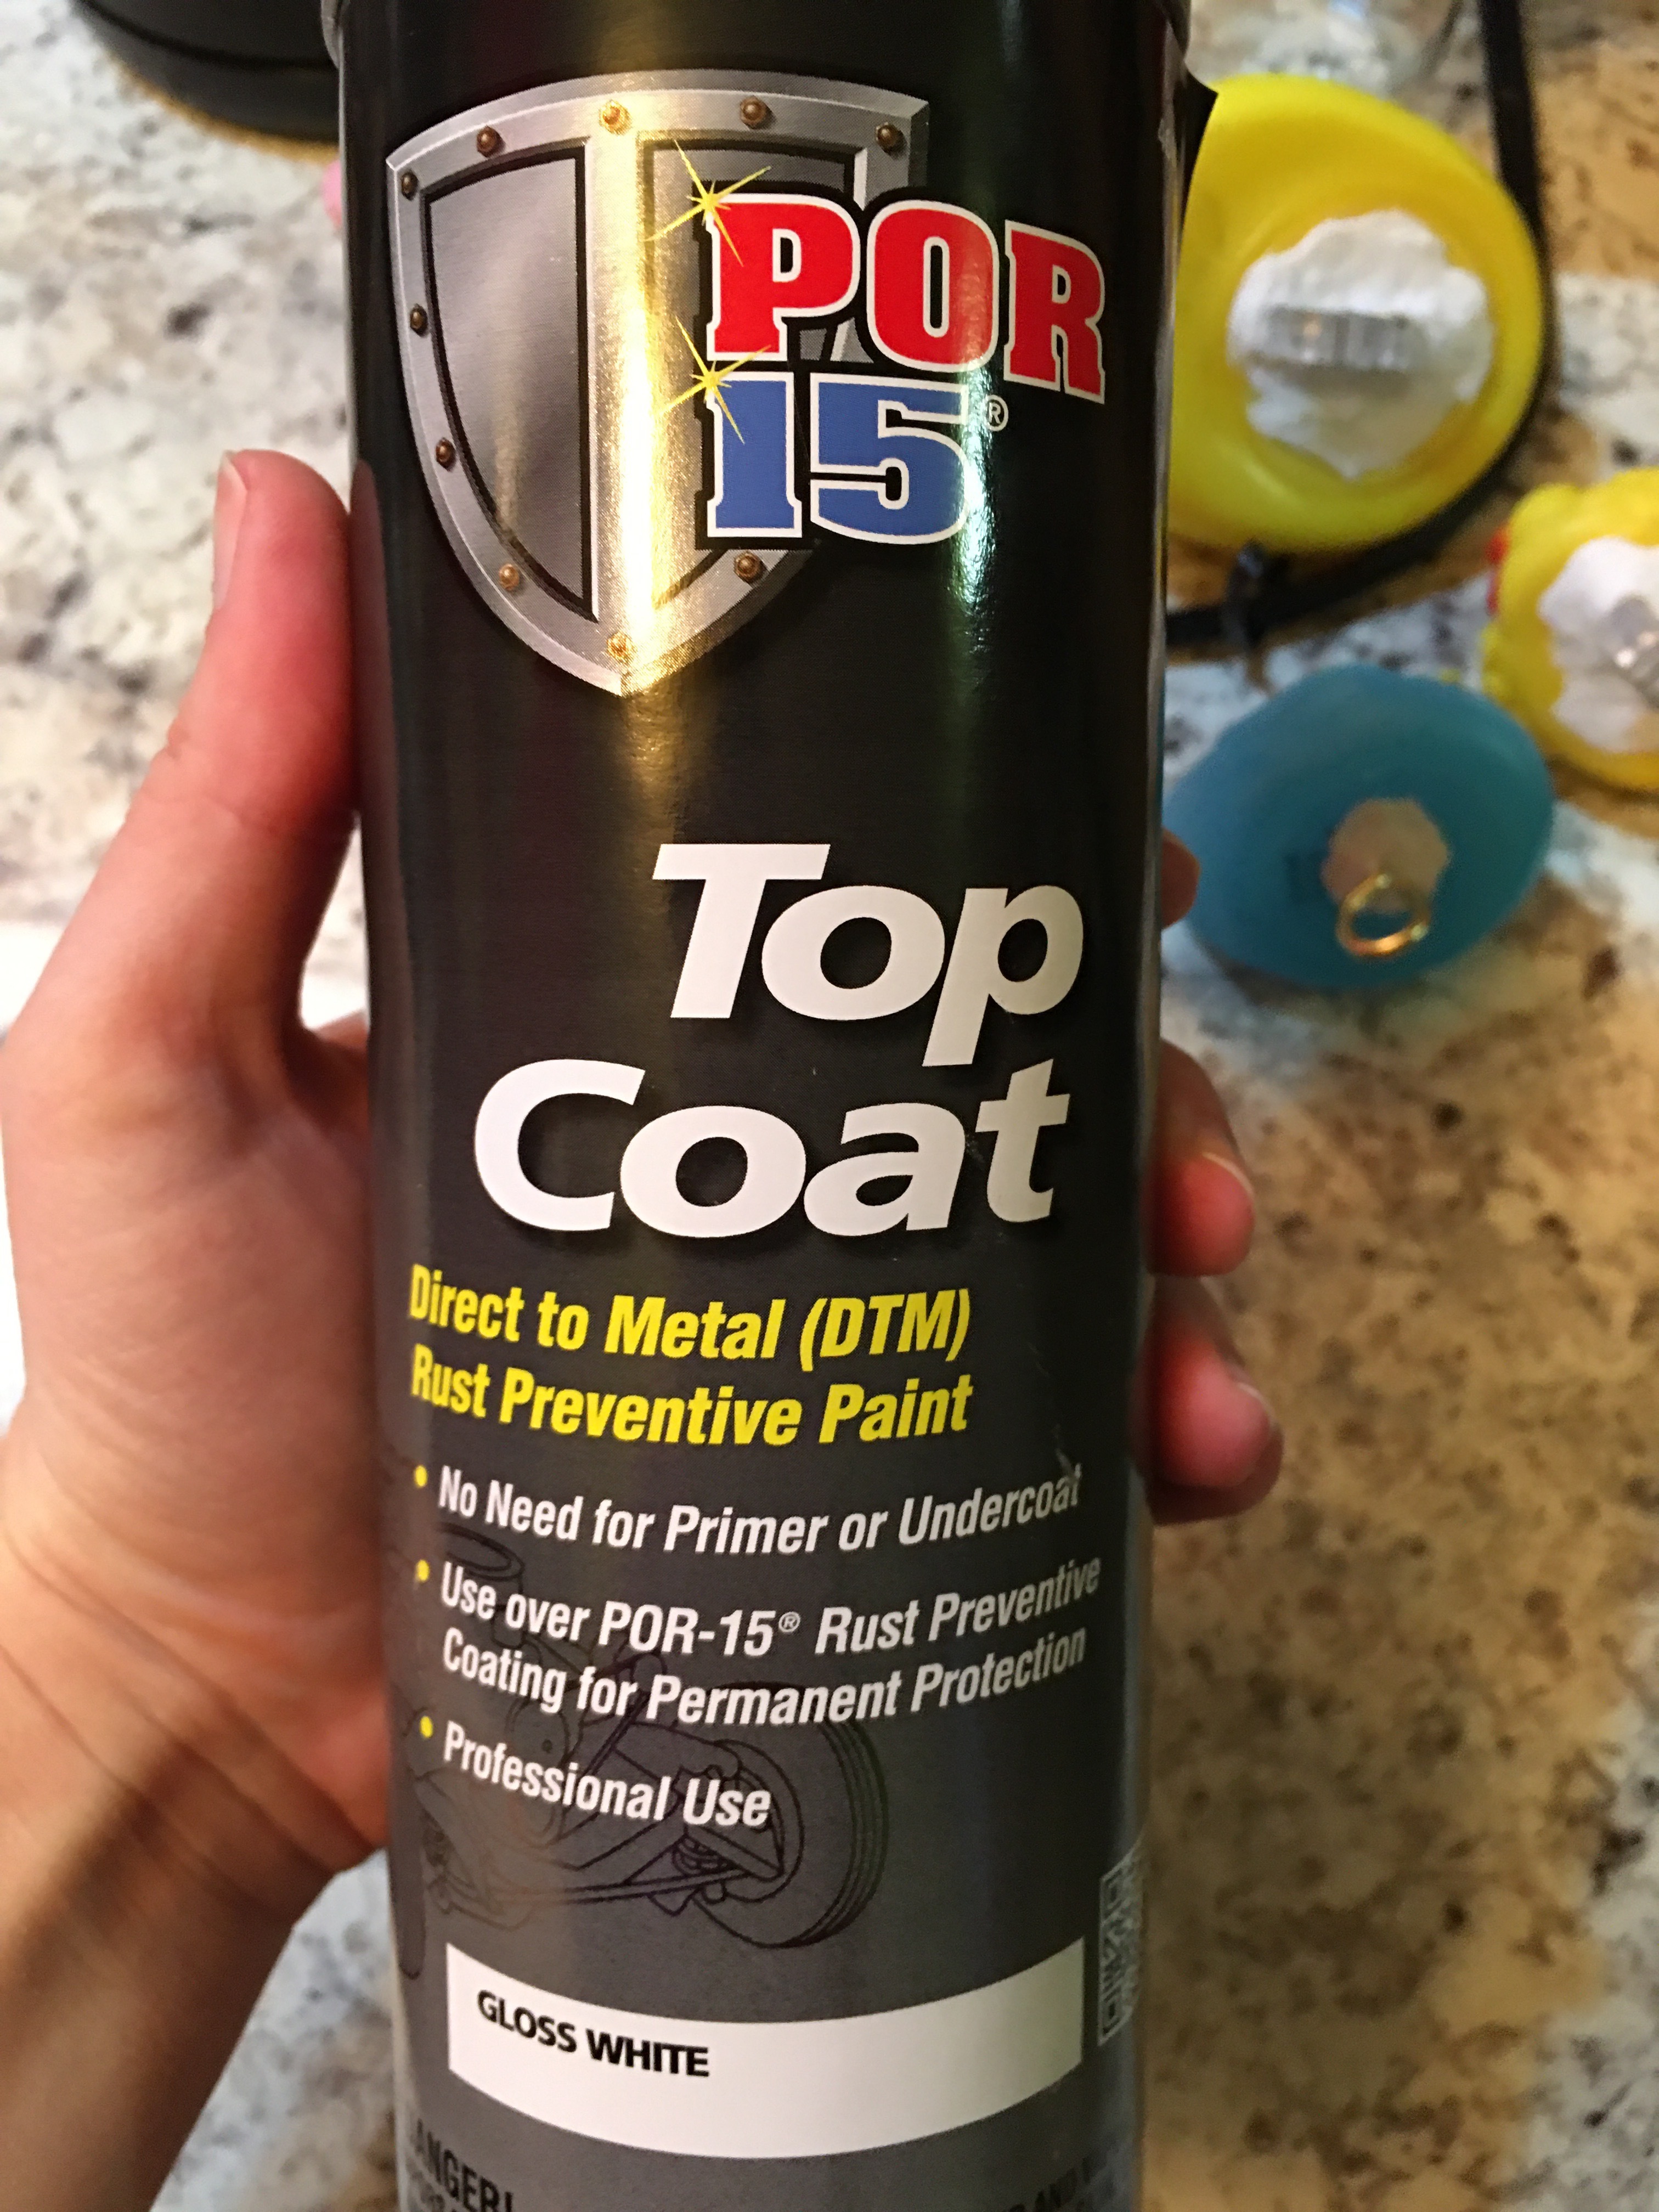 POR
15®
Top
Coat
Direct to Metal (DTM)
Rust Preventive Paint
• No Need for Primer or Undercoat
• Use over POR-15® Rust Preventive
Coating for Permanent Protection
• Professional Use
GLOSS WHITE